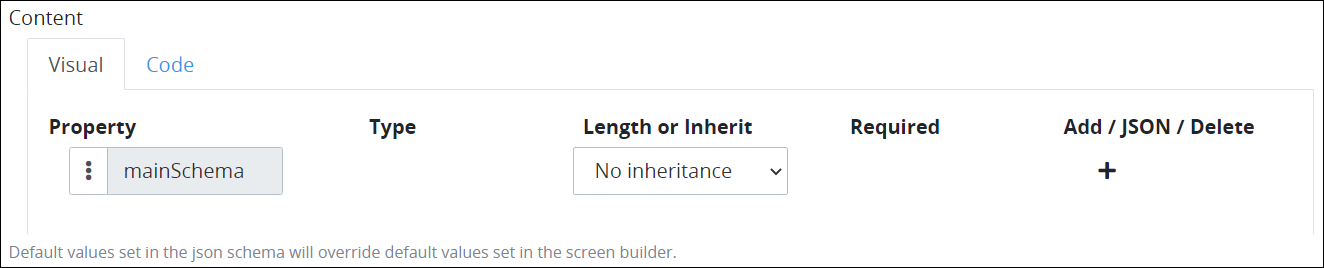 Content
Visual Code
Property Type Length or Inherit Required Add / JSON / Delete
mainSchema No inheritance
Default values set in the json schema will override default values set in the screen builder.